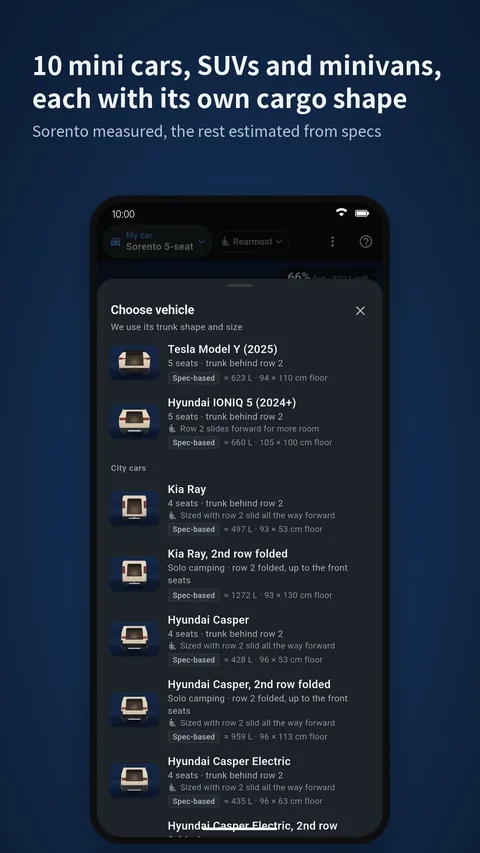 10 mini cars, SUVs and minivans,
each with its own cargo shape
Sorento measured, the rest estimated from specs
10:00
My car
Sorento 5-seat
Rearmost
66%
Choose vehicle
We use its trunk shape and size
Tesla Model Y (2025)
5 seats · trunk behind row 2
Spec-based ≈ 623 L · 94 × 110 cm floor
Hyundai IONIQ 5 (2024+)
5 seats · trunk behind row 2
Row 2 slides forward for more room
Spec-based ≈ 660 L · 105 × 100 cm floor
City cars
Kia Ray
4 seats · trunk behind row 2
Sized with row 2 slid all the way forward
Spec-based ≈ 497 L · 93 × 53 cm floor
Kia Ray, 2nd row folded
Solo camping · row 2 folded, up to the front
seats
Spec-based ≈ 1272 L · 93 × 130 cm floor
Hyundai Casper
4 seats · trunk behind row 2
Sized with row 2 slid all the way forward
Spec-based ≈ 428 L · 96 × 53 cm floor
Hyundai Casper, 2nd row folded
Solo camping · row 2 folded, up to the front
seats
Sized with row 2 slid all the way forward
Spec-based ≈ 959 L · 96 × 113 cm floor
Hyundai Casper Electric
4 seats · trunk behind row 2
Sized with row 2 slid all the way forward
Spec-based ≈ 435 L · 96 × 63 cm floor
Hyundai Casper Electric, 2nd row